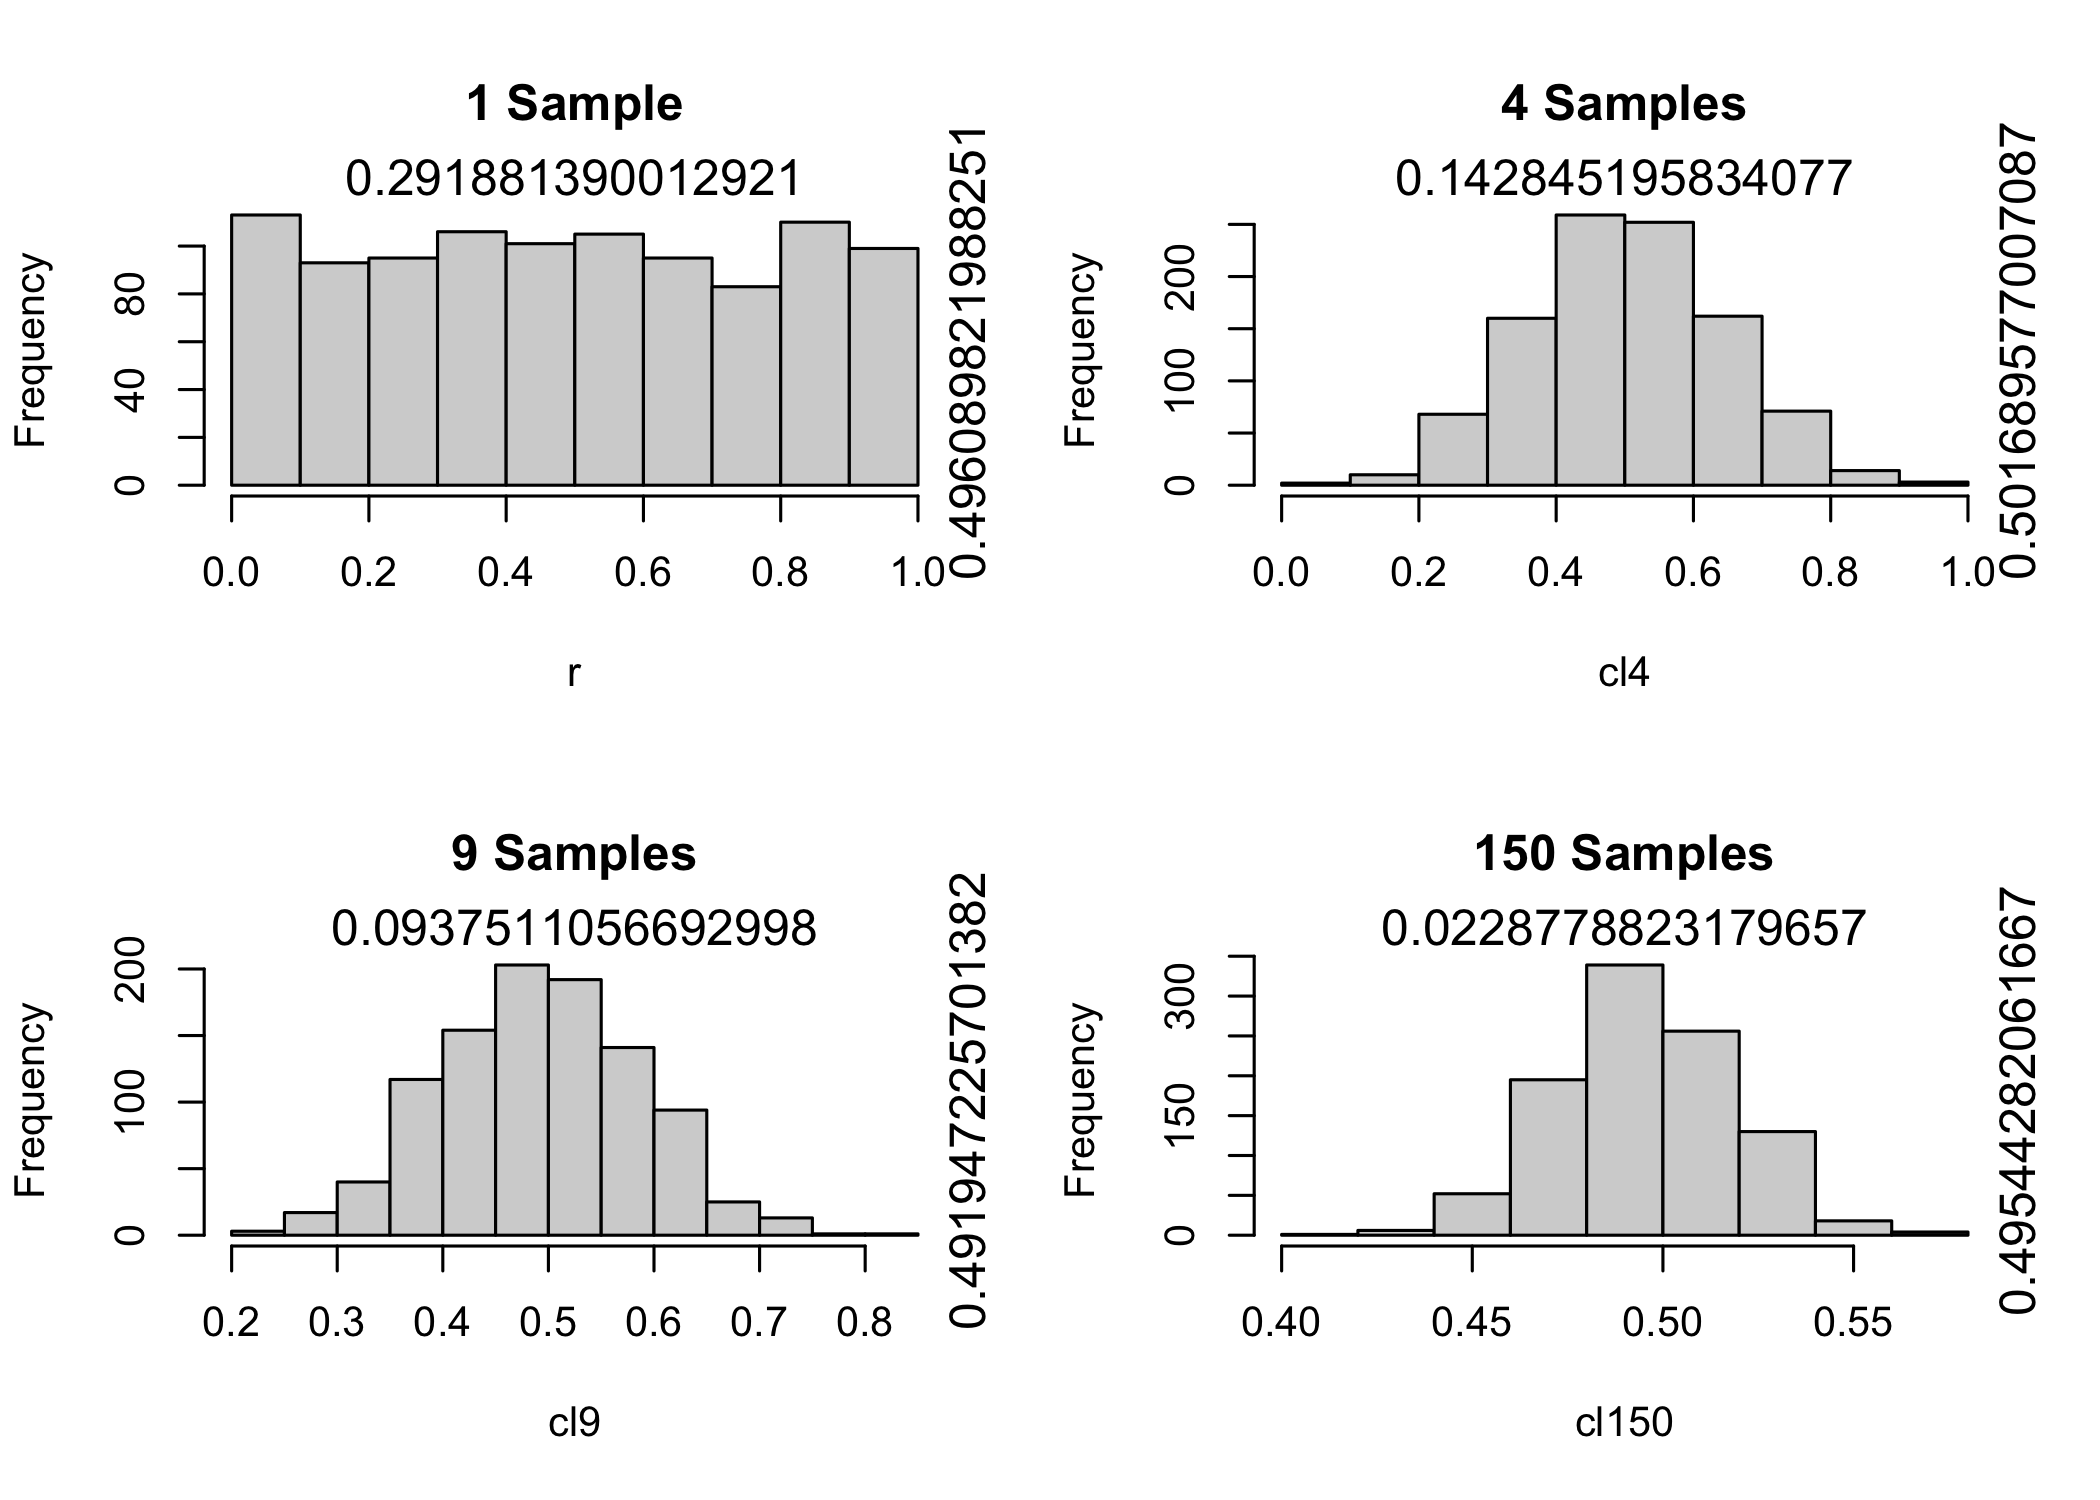 1 Sample
0.291881390012921
Frequency
0 40 80
0.0 0.2 0.4 0.6 0.8 1.0
r
0.496089821988251
4 Samples
0.142845195834077
Frequency
0 100 200
0.0 0.2 0.4 0.6 0.8 1.0
cl4
0.501689577007087
9 Samples
0.0937511056692998
Frequency
0 100 200
0.2 0.3 0.4 0.5 0.6 0.7 0.8
cl9
0.491947225701382
150 Samples
0.0228778823179657
Frequency
0 150 300
0.40 0.45 0.50 0.55
cl150
0.49544282061667